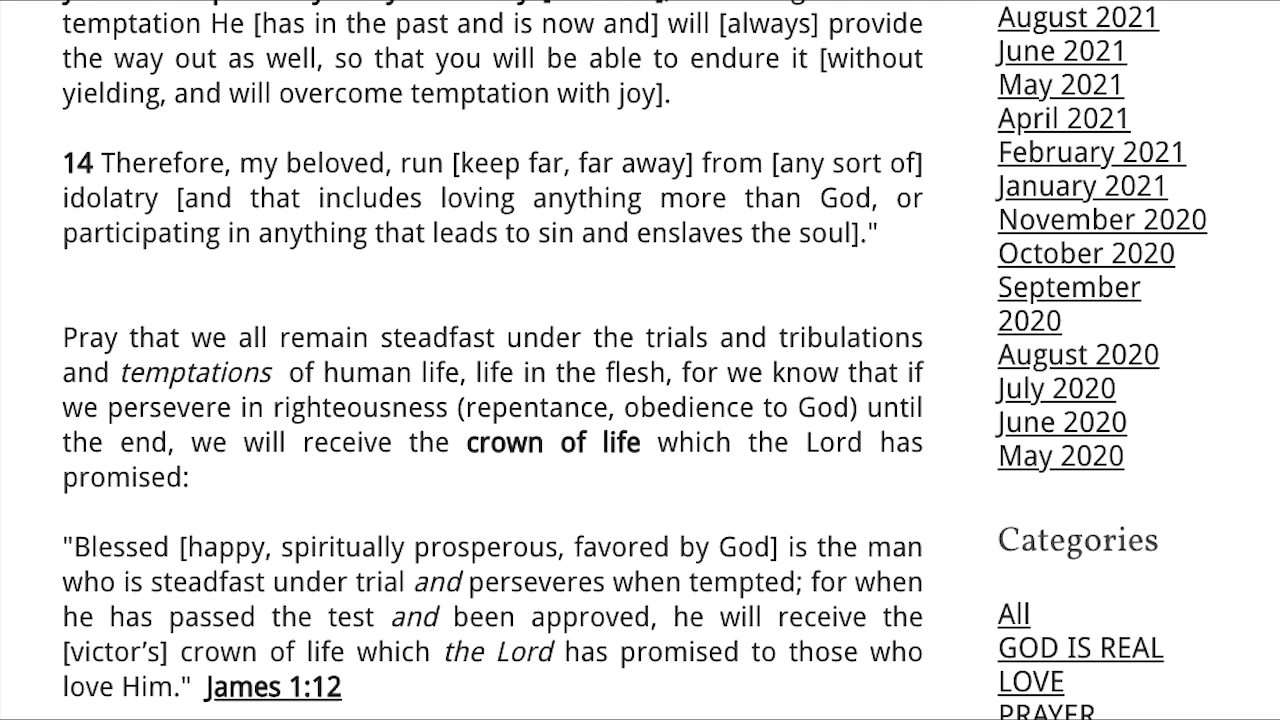 temptation He [has in the past and is now and] will [always] provide
the way out as well, so that you will be able to endure it [without
yielding, and will overcome temptation with joy].
14 Therefore, my beloved, run [keep far, far away] from [any sort of]
idolatry [and that includes loving anything more than God, or
participating in anything that leads to sin and enslaves the soul]."
Pray that we all remain steadfast under the trials and tribulations
and temptations of human life, life in the flesh, for we know that if
we persevere in righteousness (repentance, obedience to God) until
the end, we will receive the crown of life which the Lord has
promised:
"Blessed [happy, spiritually prosperous, favored by God] is the man
who is steadfast under trial and perseveres when tempted; for when
he has passed the test and been approved, he will receive the
[victor’s] crown of life which the Lord has promised to those who
love Him." James 1:12
August 2021
June 2021
May 2021
April 2021
February 2021
January 2021
November 2020
October 2020
September
2020
August 2020
July 2020
June 2020
May 2020
Categories
All
GOD IS REAL
LOVE
PRAYER